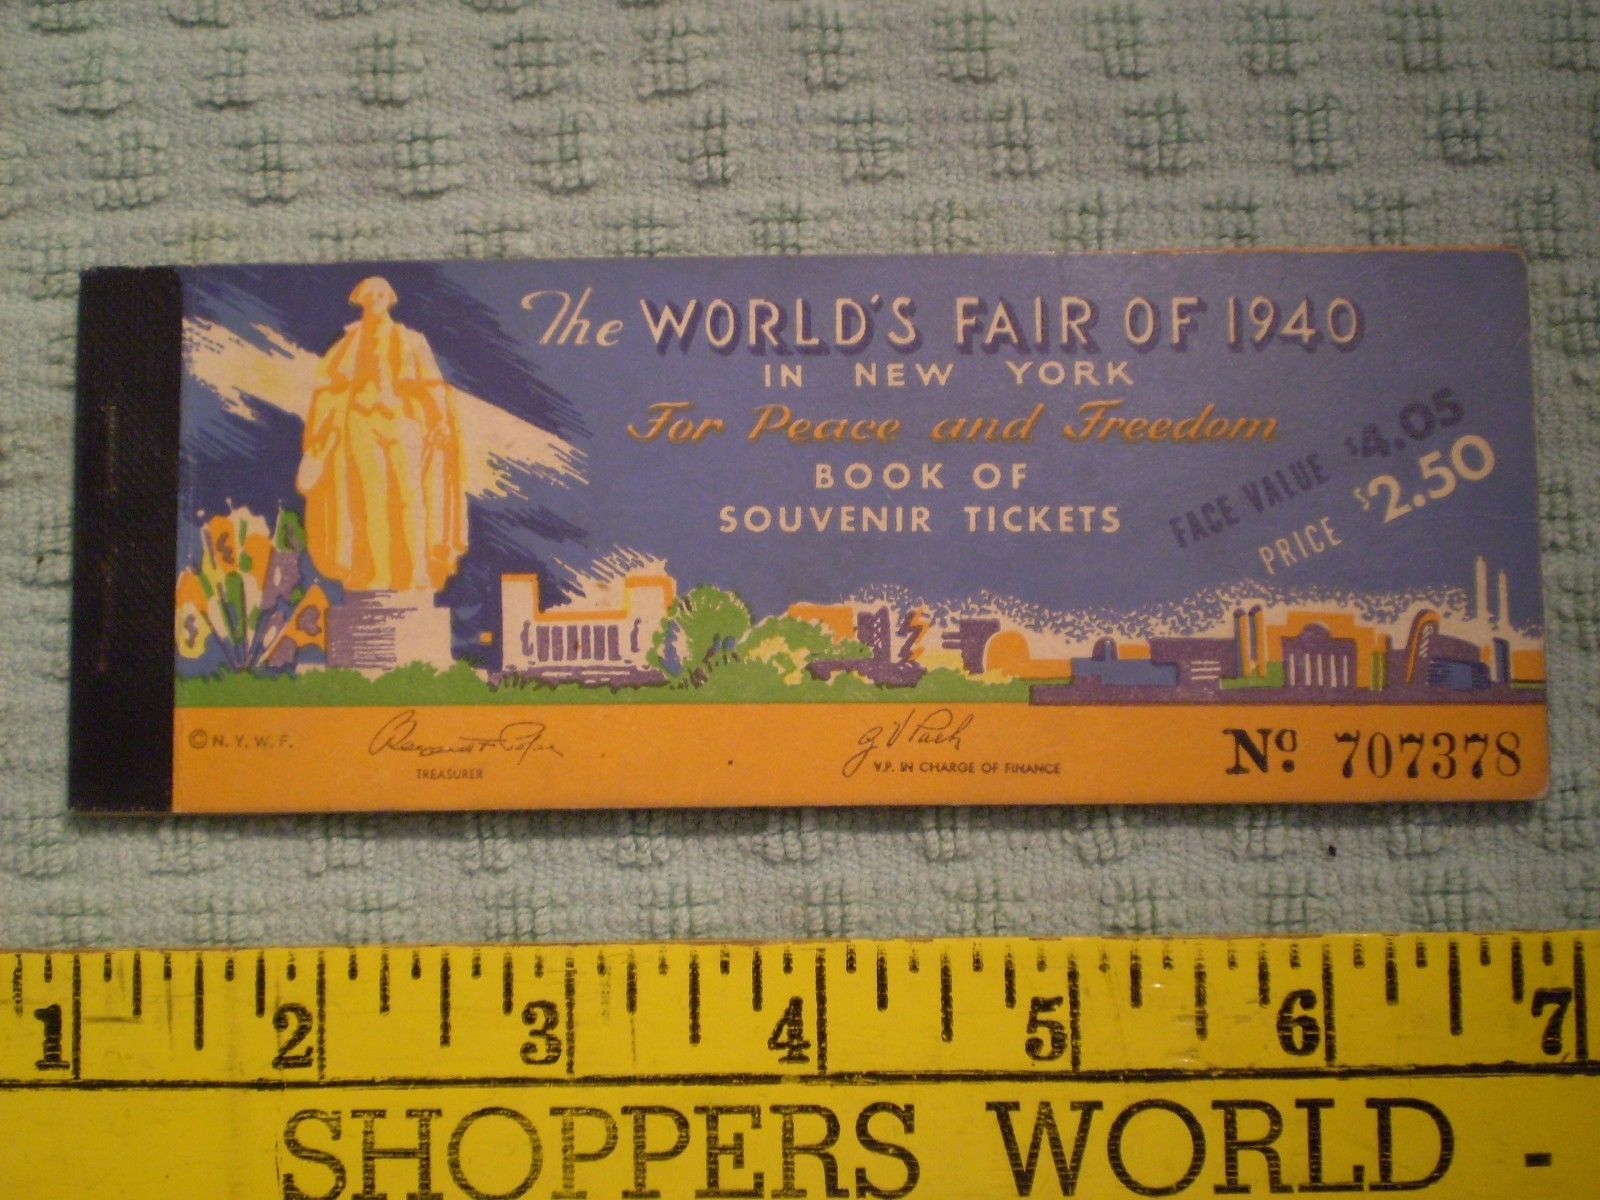 The WORLD'S FAIR OF 1940
IN NEW YORK
For Peace and Freedom
BOOK OF
SOUVENIR TICKETS
FACE VALUE $4.05
PRICE $2.50
© N.Y.W.F.
TREASURER
V.P. IN CHARGE OF FINANCE
Nº 707378
1 2 3 4 5 6 7
SHOPPERS WORLD -